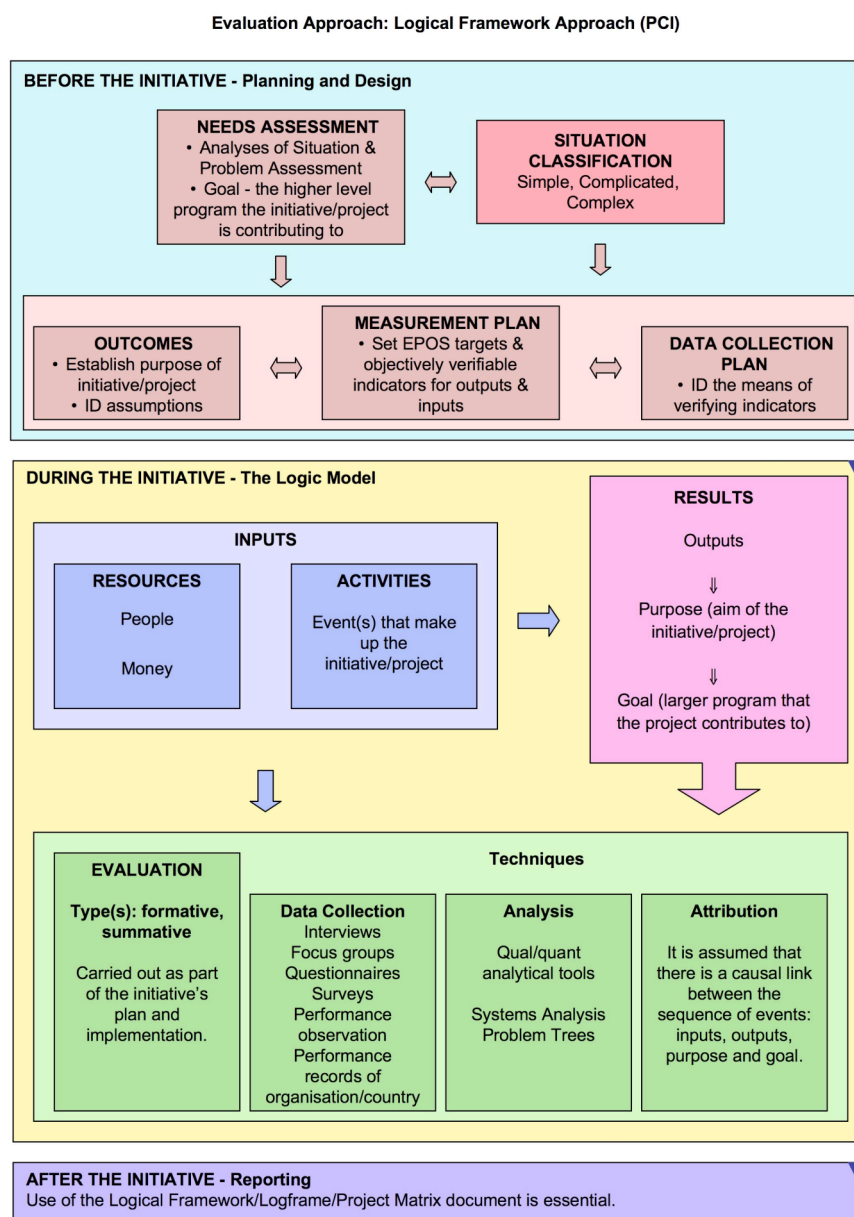 Evaluation Approach: Logical Framework Approach (PCI)
BEFORE THE INITIATIVE - Planning and Design
NEEDS ASSESSMENT
• Analyses of Situation &
Problem Assessment
• Goal - the higher level
program the initiative/project
is contributing to
SITUATION
CLASSIFICATION
Simple, Complicated,
Complex
OUTCOMES
• Establish purpose of
initiative/project
• ID assumptions
MEASUREMENT PLAN
• Set EPOS targets &
objectively verifiable
indicators for outputs &
inputs
DATA COLLECTION
PLAN
• ID the means of
verifying indicators
DURING THE INITIATIVE - The Logic Model
INPUTS
RESOURCES
People
Money
ACTIVITIES
Event(s) that make
up the
initiative/project
RESULTS
Outputs
⇓
Purpose (aim of the
initiative/project)
⇓
Goal (larger program that
the project contributes to)
EVALUATION
Type(s): formative,
summative
Carried out as part
of the initiative's
plan and
implementation.
Techniques
Data Collection
Interviews
Focus groups
Questionnaires
Surveys
Performance
observation
Performance
records of
organisation/country
Analysis
Qual/quant
analytical tools
Systems Analysis
Problem Trees
Attribution
It is assumed that
there is a causal link
between the
sequence of events:
inputs, outputs,
purpose and goal.
AFTER THE INITIATIVE - Reporting
Use of the Logical Framework/Logframe/Project Matrix document is essential.